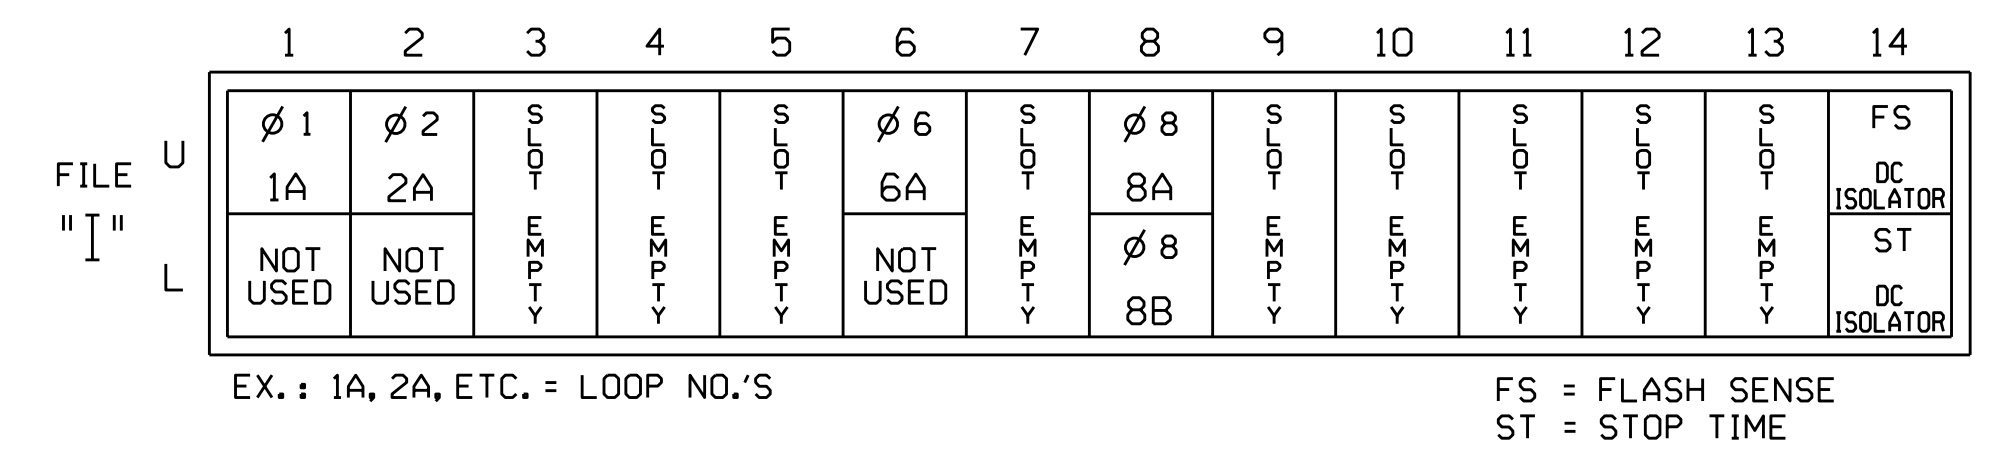 1 2 3 4 5 6 7 8 9 10 11 12 13 14
FILE "I"
U
L
Ø 1
1A
NOT
USED
Ø 2
2A
NOT
USED
SLOT EMPTY
SLOT EMPTY
SLOT EMPTY
Ø 6
6A
NOT
USED
SLOT EMPTY
Ø 8
8A
Ø 8
8B
SLOT EMPTY
SLOT EMPTY
SLOT EMPTY
SLOT EMPTY
SLOT EMPTY
FS
DC
ISOLATOR
ST
DC
ISOLATOR
EX.: 1A, 2A, ETC. = LOOP NO.'S
FS = FLASH SENSE
ST = STOP TIME